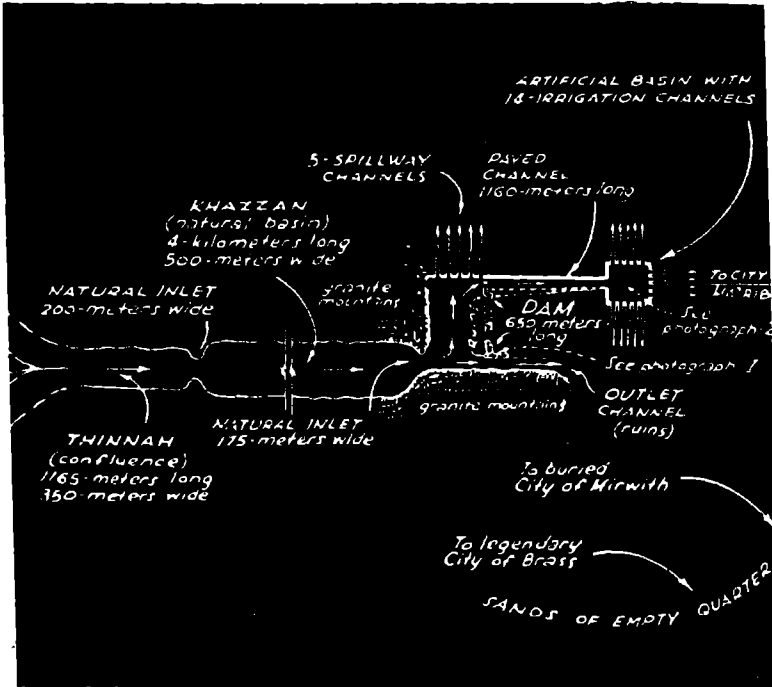 ARTIFICIAL BASIN WITH
14-IRRIGATION CHANNELS
5-SPILLWAY
CHANNELS
PAVED
CHANNEL
1160-meters long
KHAZZAN
(natural basin)
4-kilometers long
500-meters wide
NATURAL INLET
200-meters wide
granite
mountains
DAM
650 meters
long
TO CITY
See
photograph-2
See photograph-1
OUTLET
CHANNEL
(ruins)
granite mountains
NATURAL INLET
175-meters wide
THINNAH
(confluence)
1165-meters long
350-meters wide
To buried
City of Mirwith
To legendary
City of Brass
SANDS OF EMPTY QUARTER